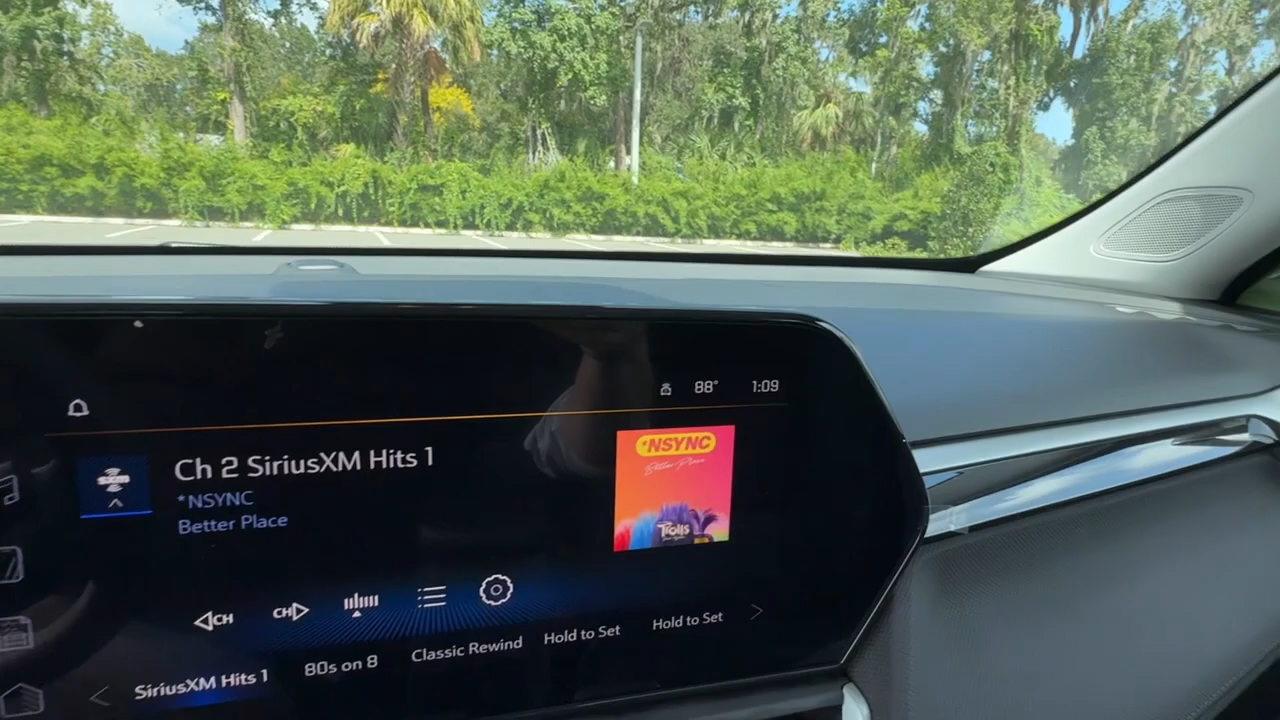 88° 1:09
SXM
Ch 2 SiriusXM Hits 1
*NSYNC
Better Place
*NSYNC
Better Place
Trolls
CH
CH
SiriusXM Hits 1
80s on 8
Classic Rewind
Hold to Set
Hold to Set